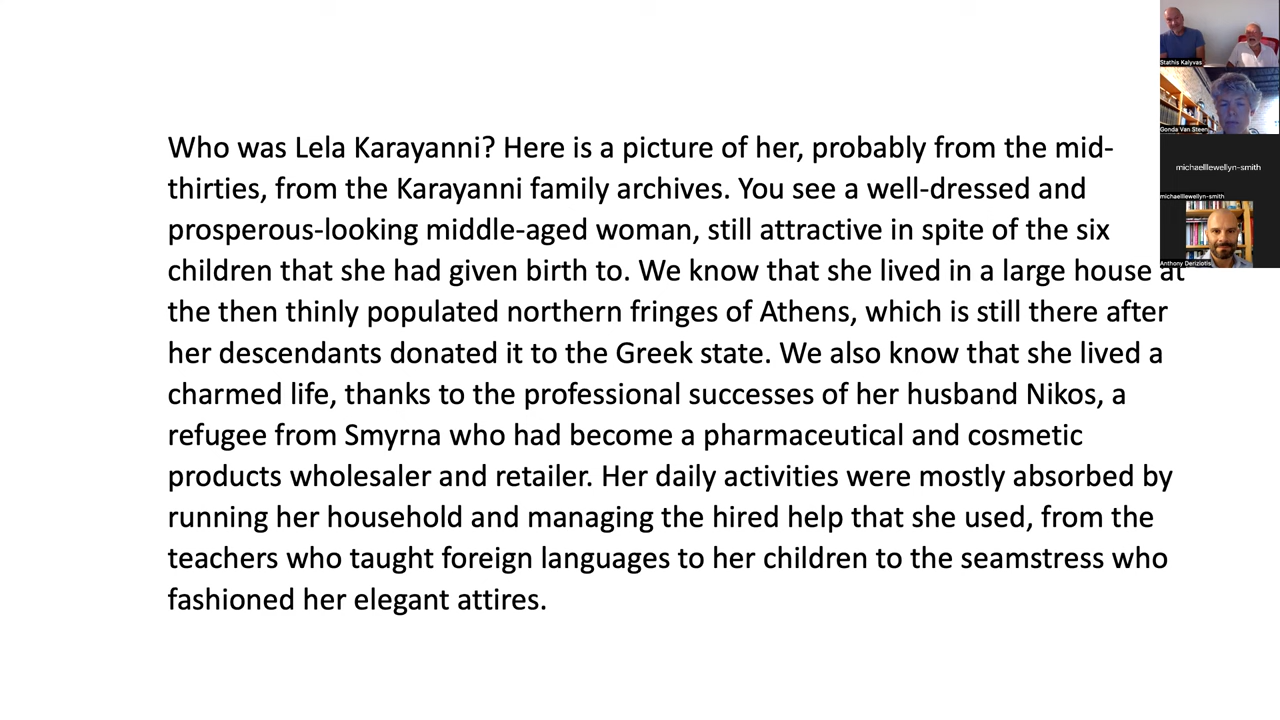 Who was Lela Karayanni? Here is a picture of her, probably from the mid-
thirties, from the Karayanni family archives. You see a well-dressed and
prosperous-looking middle-aged woman, still attractive in spite of the six
children that she had given birth to. We know that she lived in a large house at
the then thinly populated northern fringes of Athens, which is still there after
her descendants donated it to the Greek state. We also know that she lived a
charmed life, thanks to the professional successes of her husband Nikos, a
refugee from Smyrna who had become a pharmaceutical and cosmetic
products wholesaler and retailer. Her daily activities were mostly absorbed by
running her household and managing the hired help that she used, from the
teachers who taught foreign languages to her children to the seamstress who
fashioned her elegant attires.
Stathis Kalyvas
Gonda Van Steen
michaelllewellyn-smith
michaelllewellyn-smith
Anthony Deriziotis